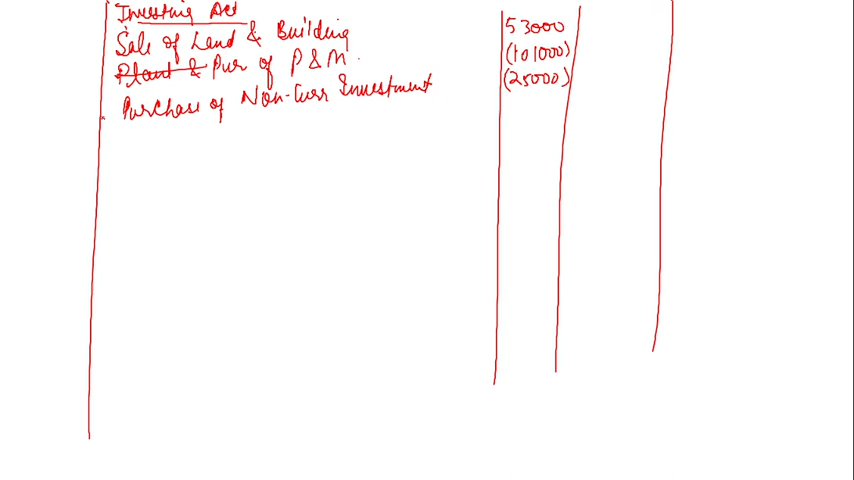 Investing Act
Sale of Land & Building 53000
Plant & Pur of P & M (101000)
Purchase of Non-Curr Investment (25000)